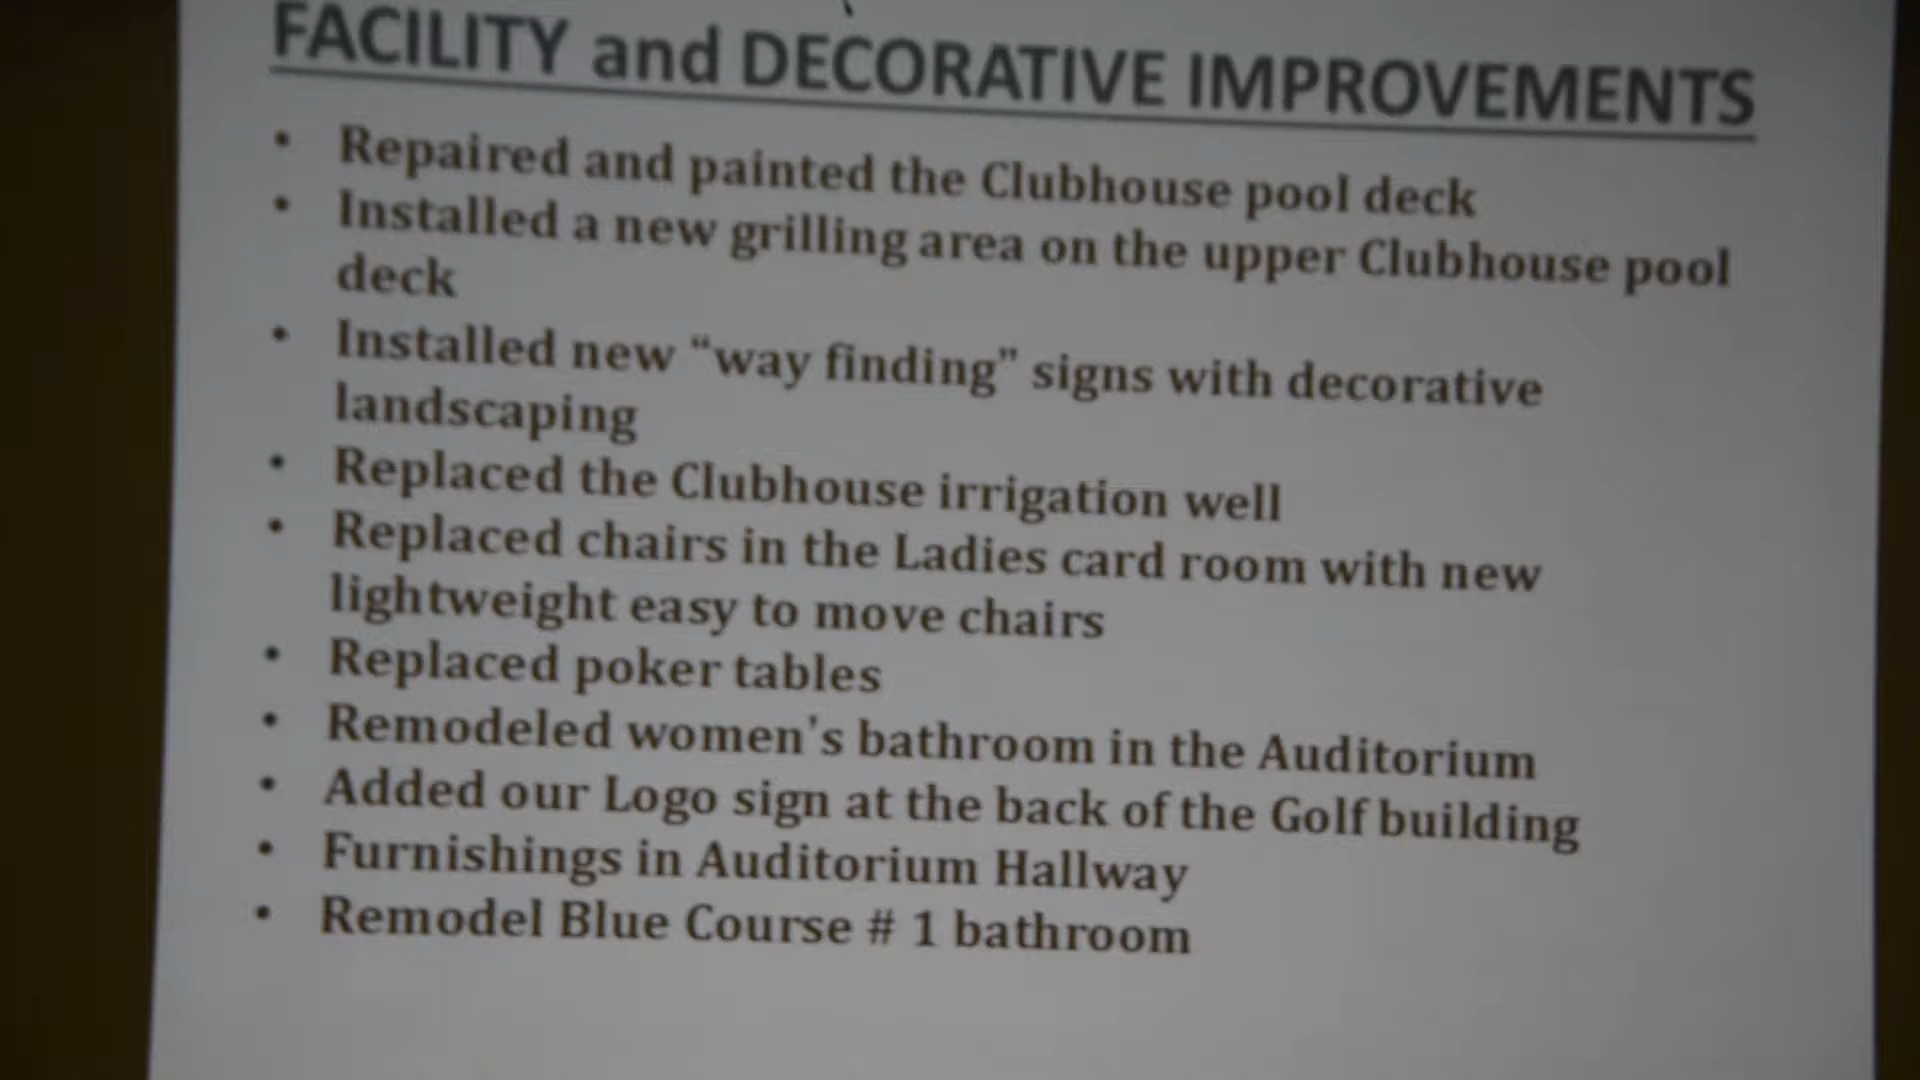 FACILITY and DECORATIVE IMPROVEMENTS
• Repaired and painted the Clubhouse pool deck
• Installed a new grilling area on the upper Clubhouse pool
deck
• Installed new “way finding” signs with decorative
landscaping
• Replaced the Clubhouse irrigation well
• Replaced chairs in the Ladies card room with new
lightweight easy to move chairs
• Replaced poker tables
• Remodeled women's bathroom in the Auditorium
• Added our Logo sign at the back of the Golf building
• Furnishings in Auditorium Hallway
• Remodel Blue Course # 1 bathroom